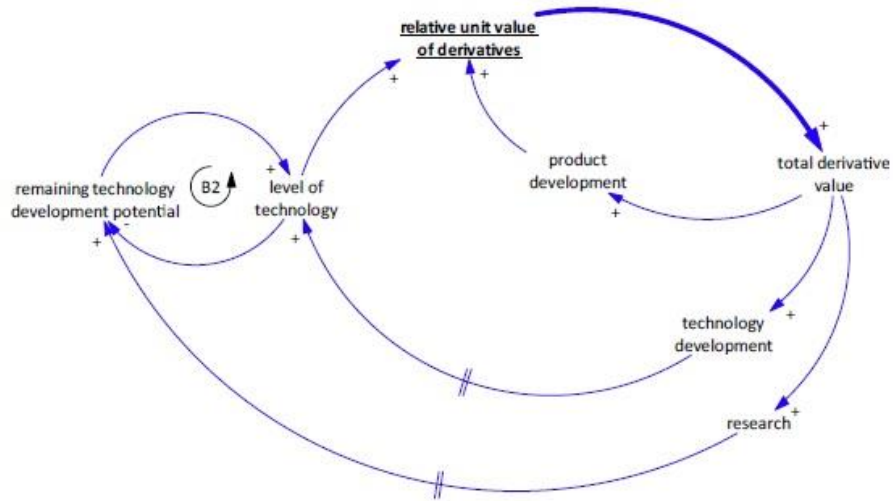 relative unit value
of derivatives
+
+
+
+
product
development
total derivative
value
B2
remaining technology
development potential
level of
technology
+
-
+
+
+
technology
development
research
+